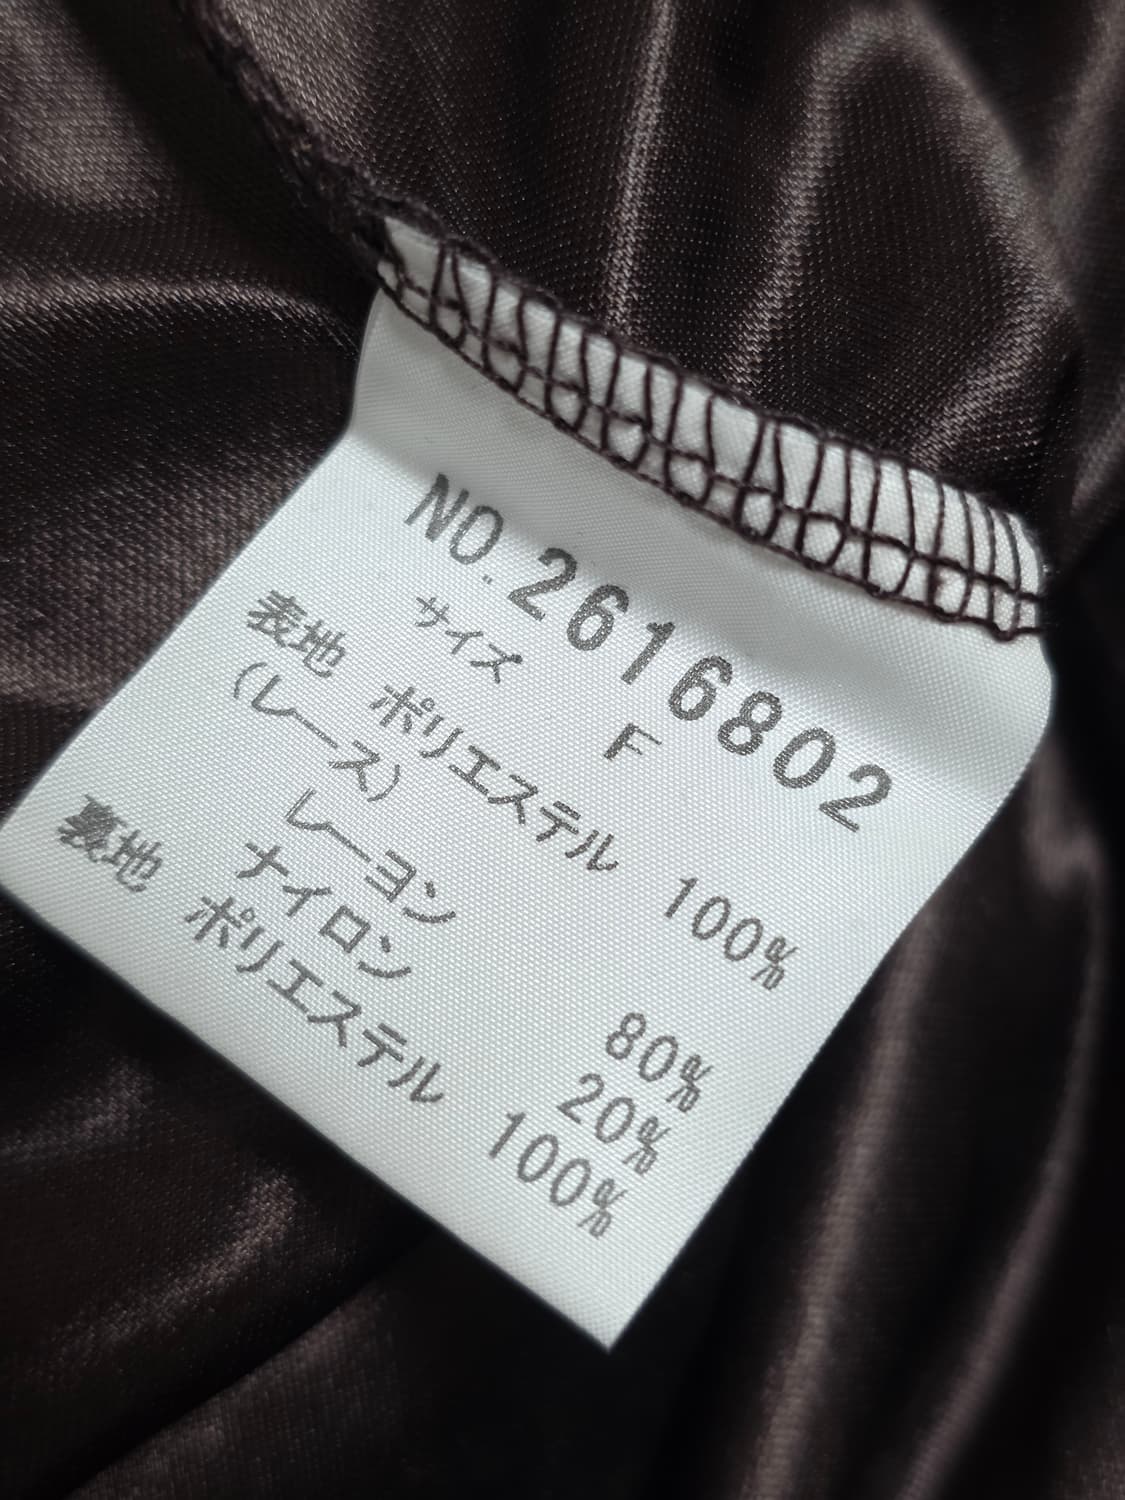 NO.2616802
サイズ F
表地 ポリエステル 100%
(レース)
レーヨン 80%
ナイロン 20%
裏地 ポリエステル 100%